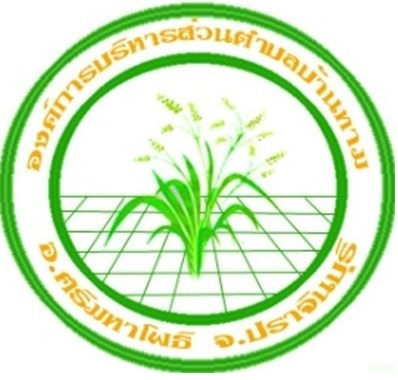 องค์การบริหารส่วนตำบลบ้านทาม
อ.ศรีมหาโพธิ จ.ปราจีนบุรี